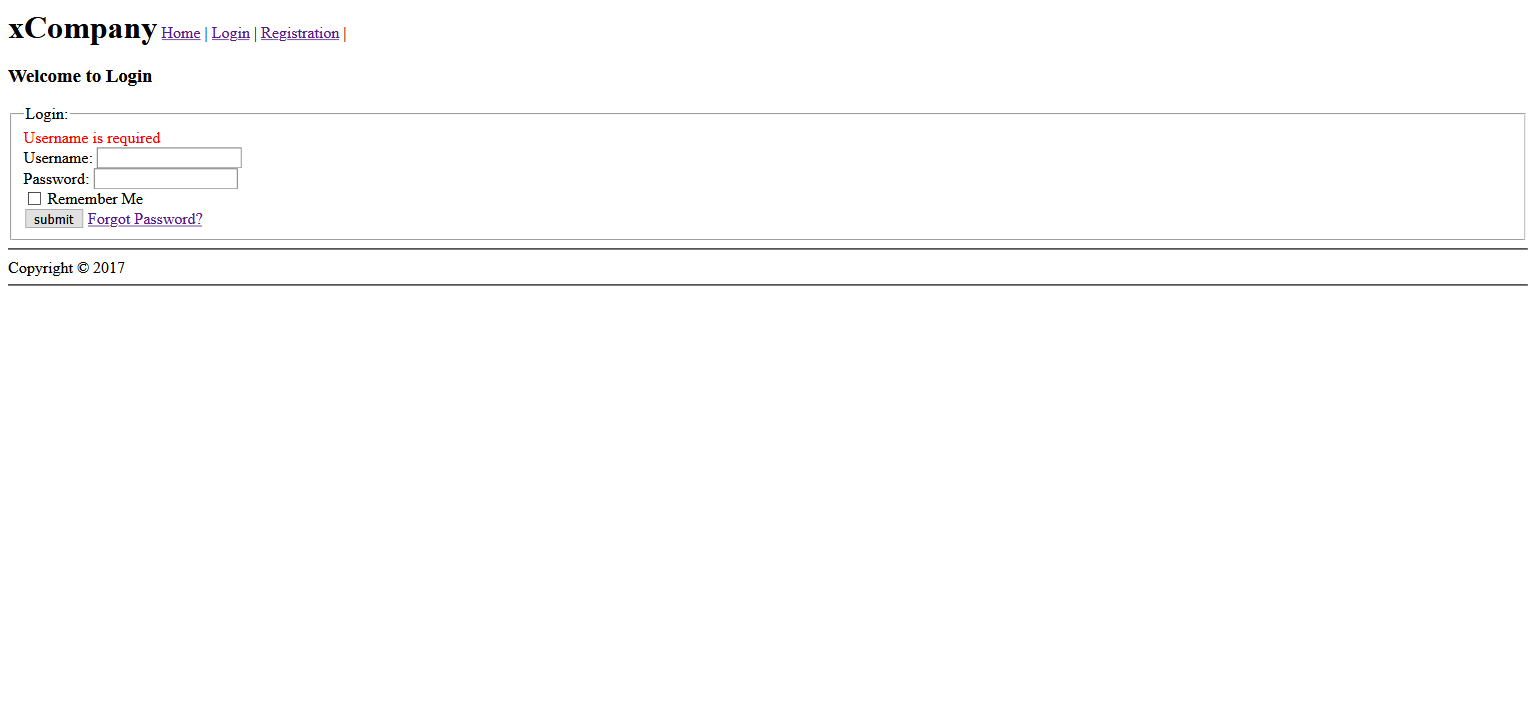 xCompany Home | Login | Registration |
Welcome to Login
Login:
Username is required
Username:
Password:
Remember Me
submit Forgot Password?
Copyright © 2017